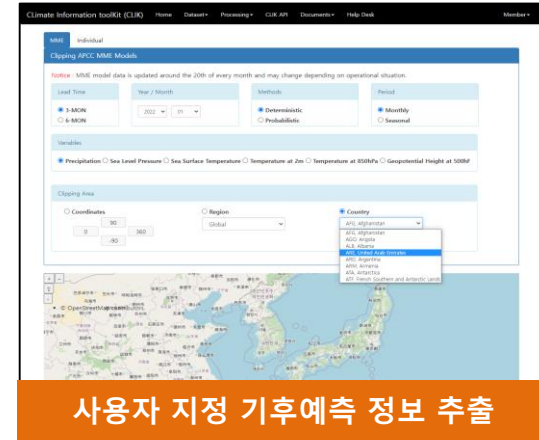 CLimate Information toolKit (CLIK) Home Dataset Processing CLIK API Documents Help Desk Member
MME Individual
Clipping APCC MME Models
Notice : MME model data is updated around the 20th of every month and may change depending on operational situation.
Lead Time Year / Month Methods Period
3-MON 2022 01 Deterministic Monthly
6-MON Probabilistic Seasonal
Variables
Precipitation Sea Level Pressure Sea Surface Temperature Temperature at 2m Temperature at 850hPa Geopotential Height at 500hPa
Clipping Area
Coordinates Region Country
90 Global AFG, Afghanistan
0 360
-90
AFG, Afghanistan
AGO, Angola
ALB, Albania
ARE, United Arab Emirates
ARG, Argentina
ARM, Armenia
ATA, Antarctica
ATF, French Southern and Antarctic Lands
© OpenStreetMap contributors
사용자 지정 기후예측 정보 추출